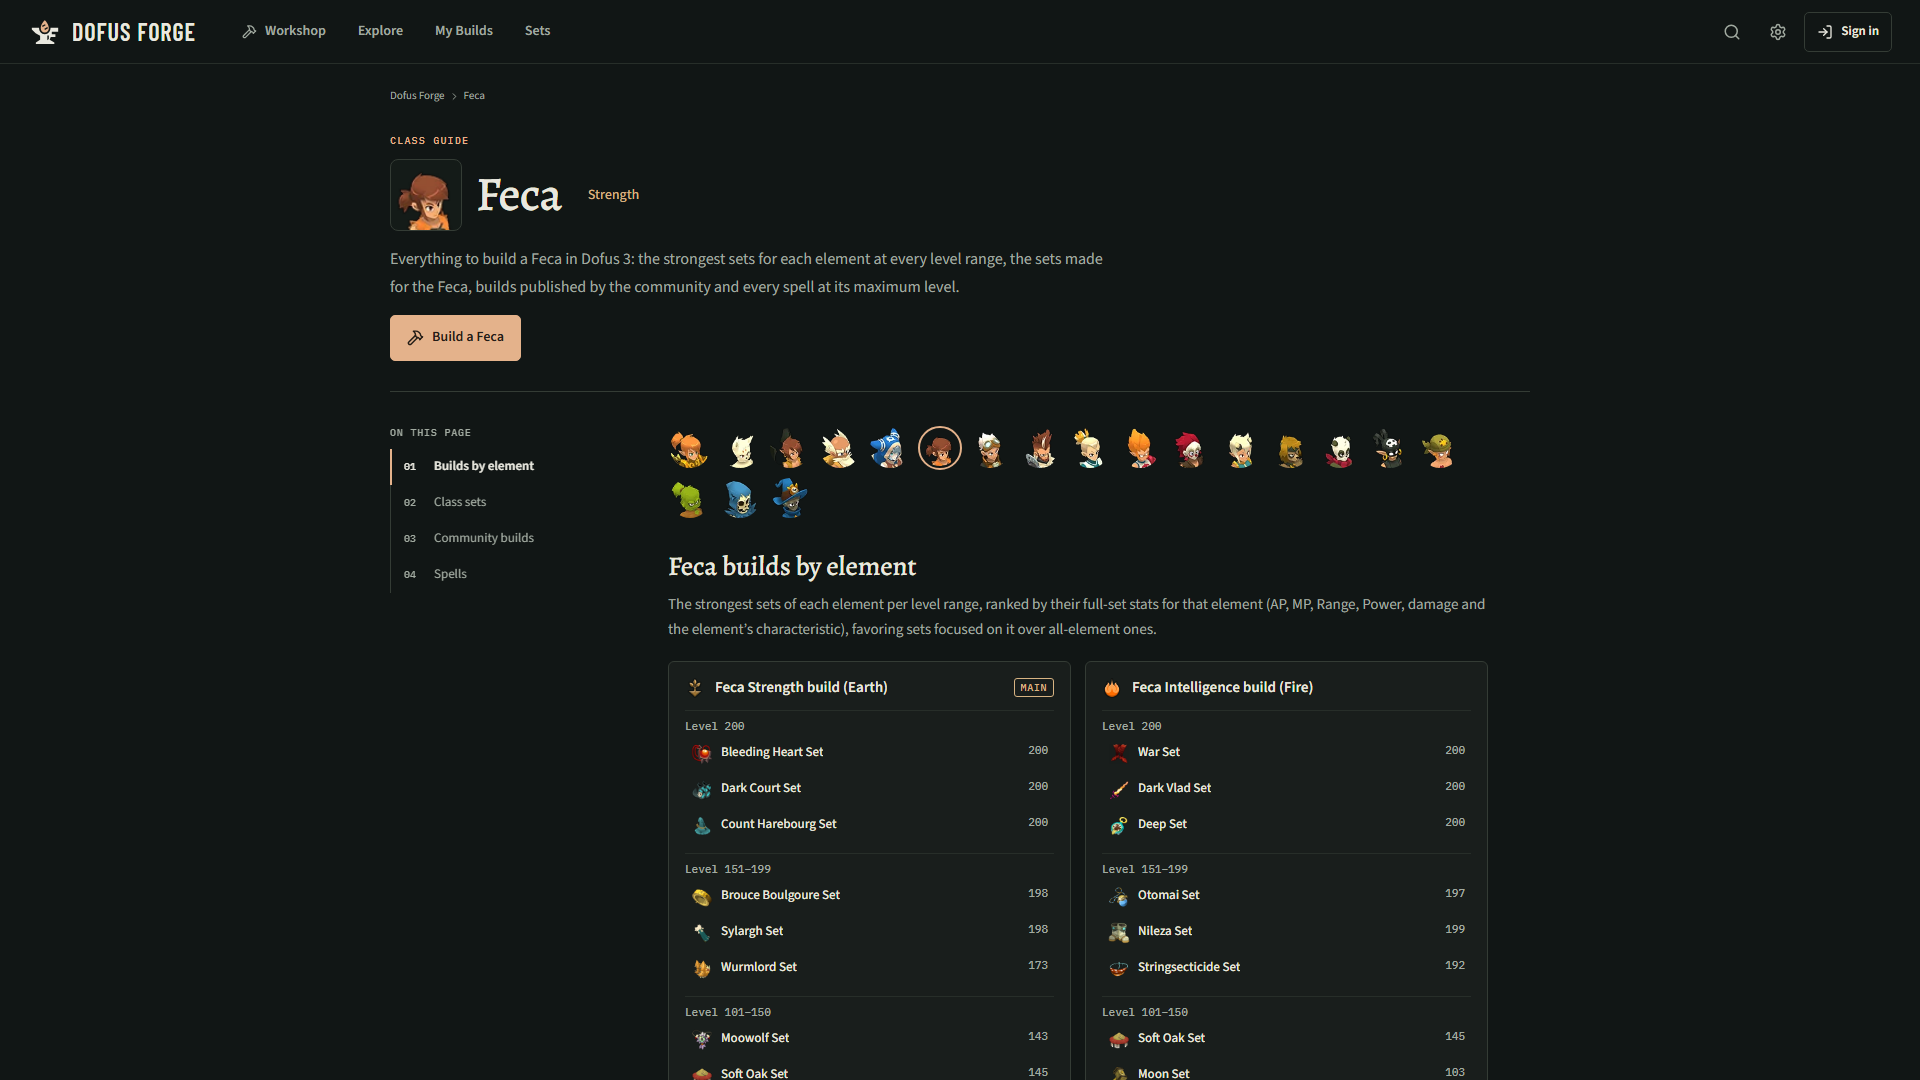 DOFUS FORGE
Workshop
Explore
My Builds
Sets
Sign in
Dofus Forge > Feca
CLASS GUIDE
Feca
Strength
Everything to build a Feca in Dofus 3: the strongest sets for each element at every level range, the sets made
for the Feca, builds published by the community and every spell at its maximum level.
Build a Feca
ON THIS PAGE
01 Builds by element
02 Class sets
03 Community builds
04 Spells
Feca builds by element
The strongest sets of each element per level range, ranked by their full-set stats for that element (AP, MP, Range, Power, damage and
the element's characteristic), favoring sets focused on it over all-element ones.
Feca Strength build (Earth)
MAIN
Level 200
Bleeding Heart Set 200
Dark Court Set 200
Count Harebourg Set 200
Level 151–199
Brouce Boulgoure Set 198
Sylargh Set 198
Wurmlord Set 173
Level 101–150
Moowolf Set 143
Soft Oak Set 145
Feca Intelligence build (Fire)
Level 200
War Set 200
Dark Vlad Set 200
Deep Set 200
Level 151–199
Otomai Set 197
Nileza Set 199
Stringsecticide Set 192
Level 101–150
Soft Oak Set 145
Moon Set 103